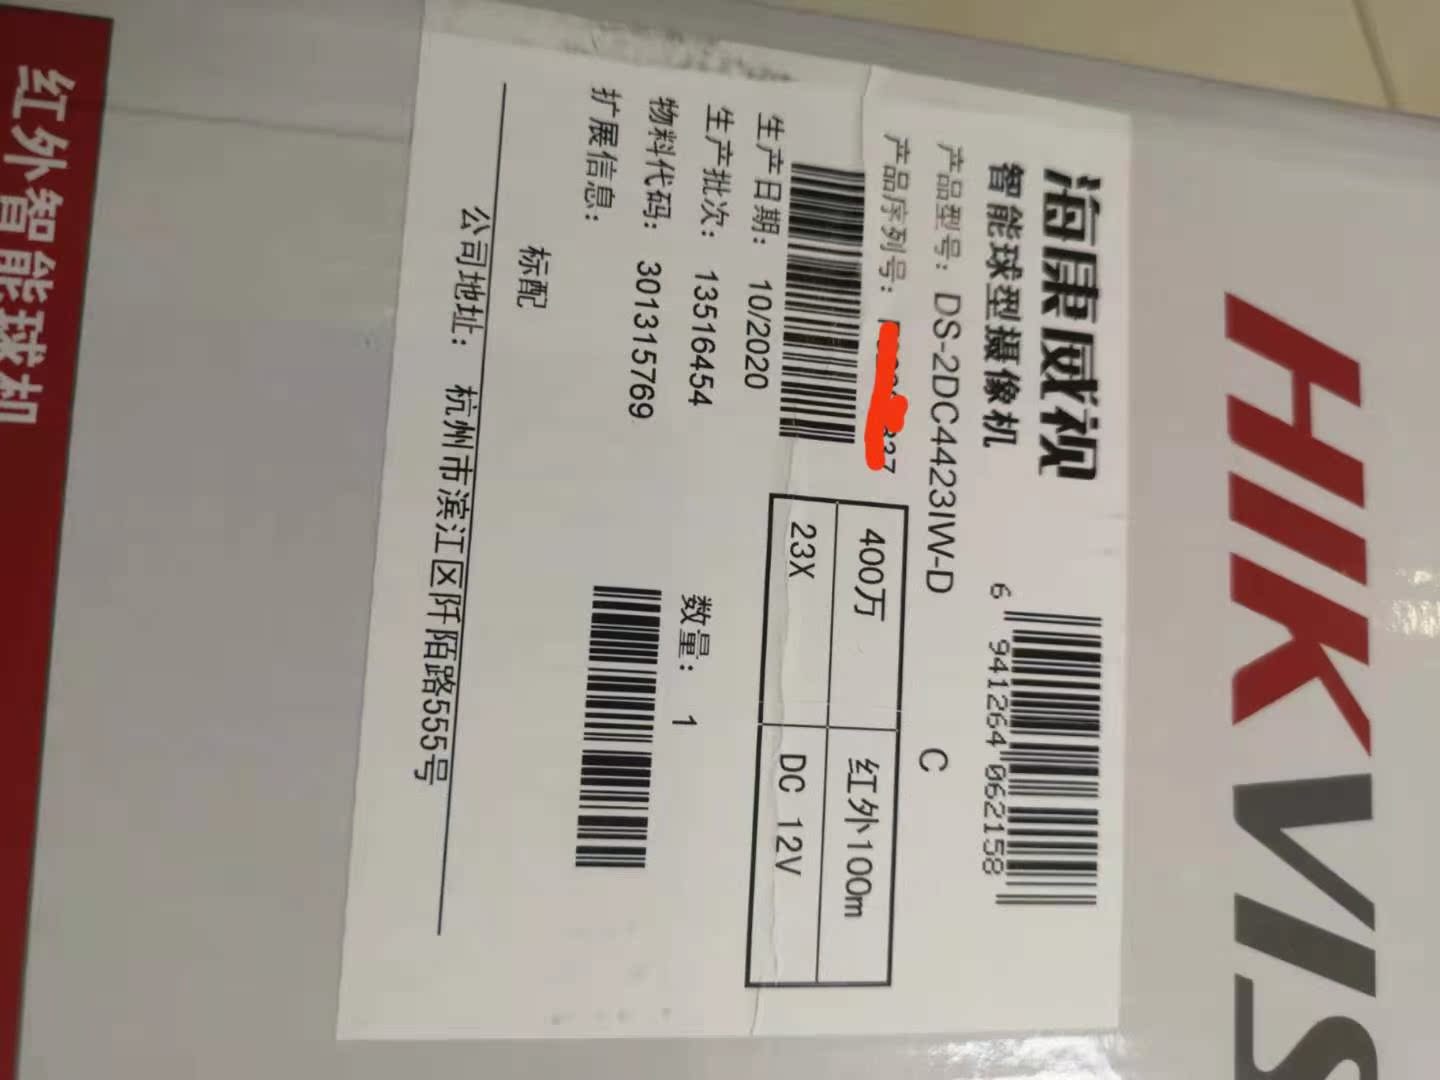 HIKVIS
海康威视
智能球型摄像机
6 941264 062158
产品型号：DS-2DC4423IW-D
C
产品序列号：
337
400万
红外100m
23X
DC 12V
生产日期：10/2020
生产批次：13516454
数量：1
物料代码：301315769
扩展信息：
标配
公司地址：杭州市滨江区阡陌路555号
红外智能球机